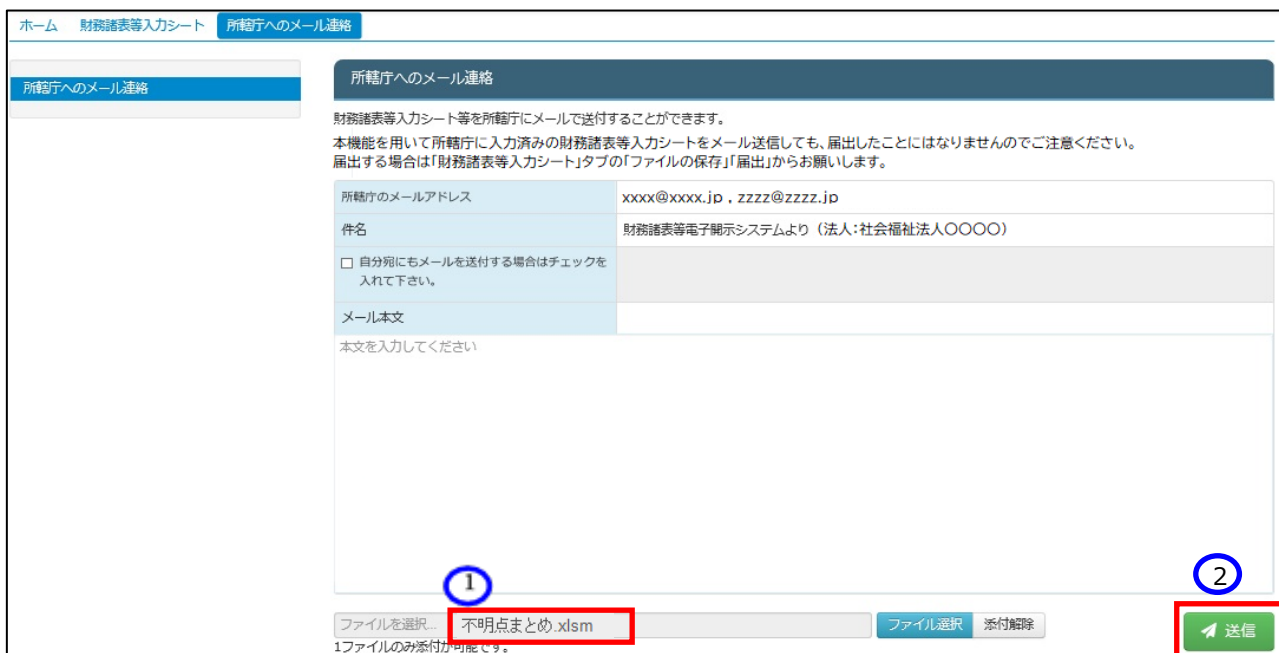 ホーム 財務諸表等入力シート 所轄庁へのメール連絡
所轄庁へのメール連絡
所轄庁へのメール連絡
財務諸表等入力シート等を所轄庁にメールで送付することができます。
本機能を用いて所轄庁に入力済みの財務諸表等入力シートをメール送信しても、届出したことにはなりませんのでご注意ください。
届出する場合は「財務諸表等入力シート」タブの「ファイルの保存」「届出」からお願いします。
所轄庁のメールアドレス xxxx@xxxx.jp , zzzz@zzzz.jp
件名 財務諸表等電子開示システムより（法人：社会福祉法人〇〇〇〇）
自分宛にもメールを送付する場合はチェックを
入れて下さい。
メール本文
本文を入力してください
1
2
ファイルを選択... 不明点まとめ.xlsm ファイル選択 添付解除 送信
1ファイルのみ添付が可能です。